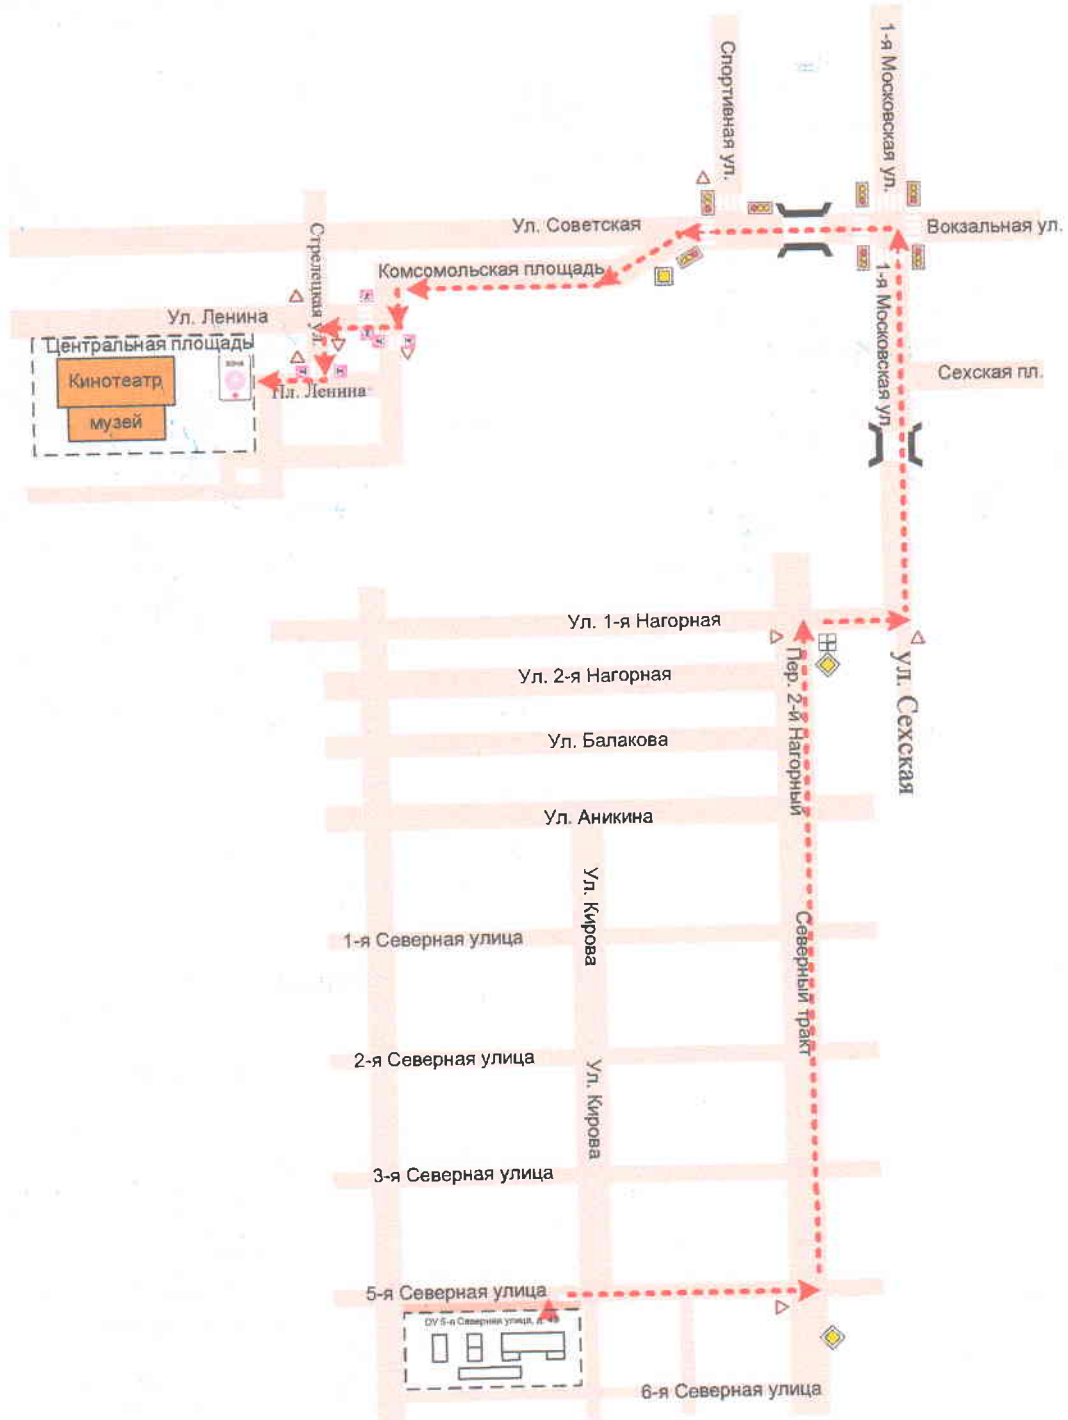 Спортивная ул.
1-я Московская ул.
Ул. Советская
Вокзальная ул.
Стрелецкая ул.
Комсомольская площадь
1-я Московская ул
Ул. Ленина
Центральная площадь
Кинотеатр
музей
Пл. Ленина
Сехская пл.
Ул. 1-я Нагорная
ул. Сехская
Пер. 2-й Нагорный
Ул. 2-я Нагорная
Ул. Балакова
Ул. Аникина
Ул. Кирова
1-я Северная улица
Северный тракт
2-я Северная улица
Ул. Кирова
3-я Северная улица
5-я Северная улица
5-я Северная улица, д.
6-я Северная улица